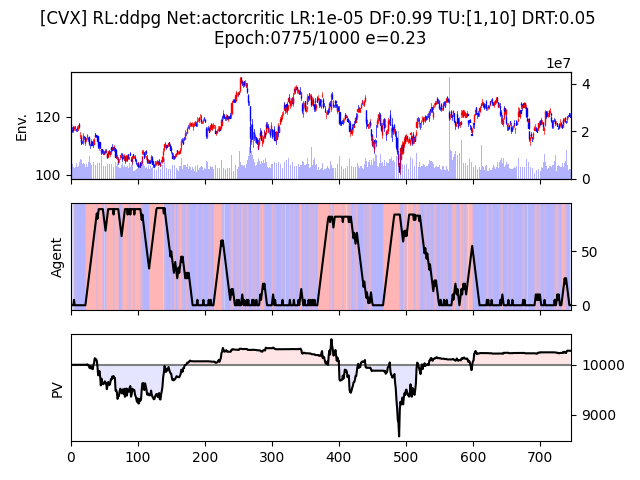 [CVX] RL:ddpg Net:actorcritic LR:1e-05 DF:0.99 TU:[1,10] DRT:0.05
Epoch:0775/1000 e=0.23
1e7
Env.
120
100
4
2
0
Agent
50
0
PV
10000
9000
0 100 200 300 400 500 600 700